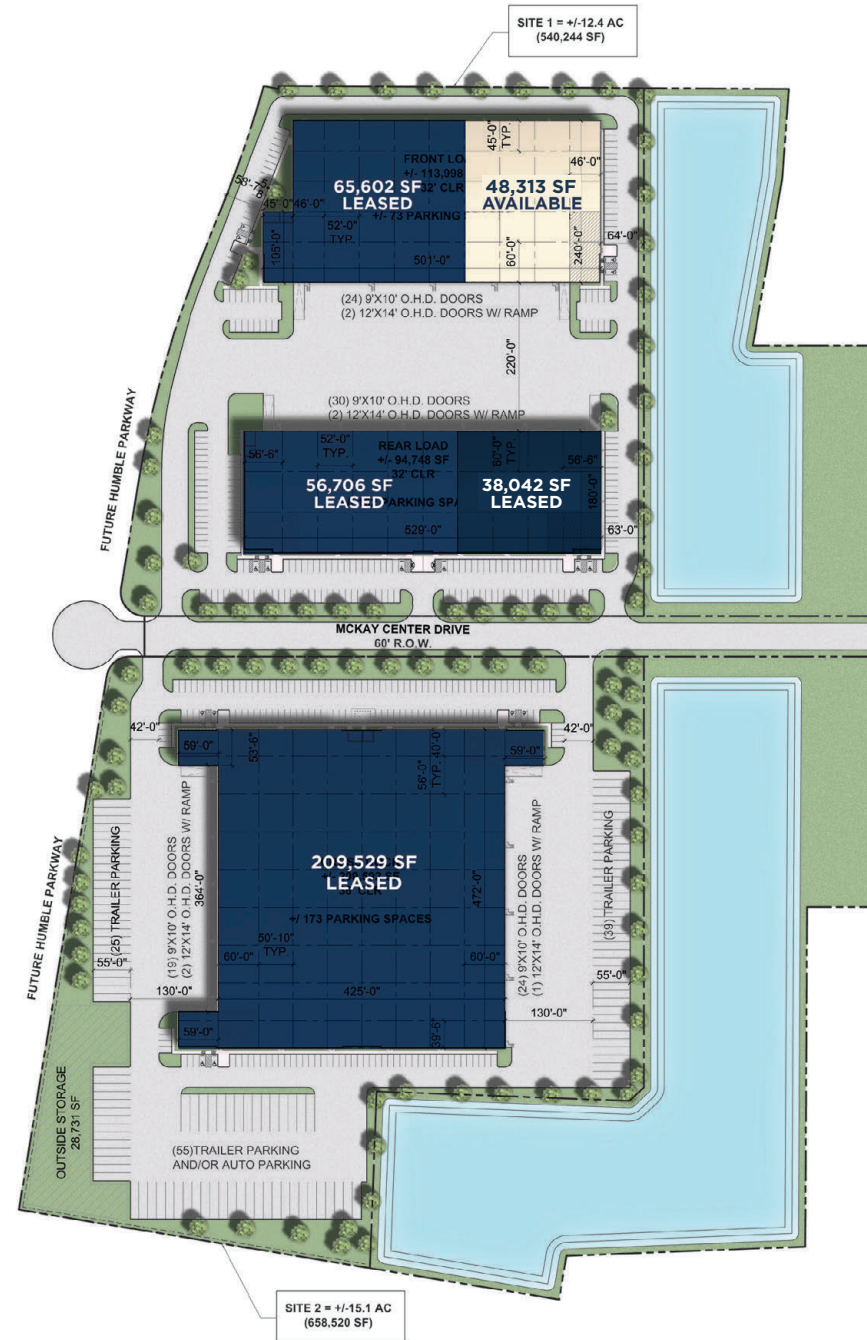 SITE 1 = +/-12.4 AC
(540,244 SF)
45'-0"
TYP.
FRONT LO
+/- 113,998
32' CLR
46'-0"
65,602 SF
LEASED
48,313 SF
AVAILABLE
45'-0"
46'-0"
+/- 73 PARKING
52'-0"
TYP.
105'-0"
501'-0"
60'-0"
240'-0"
64'-0"
(24) 9'X10' O.H.D. DOORS
(2) 12'X14' O.H.D. DOORS W/ RAMP
220'-0"
(30) 9'X10' O.H.D. DOORS
(2) 12'X14' O.H.D. DOORS W/ RAMP
FUTURE HUMBLE PARKWAY
52'-0"
TYP.
REAR LOAD
+/- 94,748 SF
32' CLR
60'-0"
TYP.
56'-6"
56'-6"
56,706 SF
LEASED
38,042 SF
LEASED
PARKING SPA
180'-0"
529'-0"
63'-0"
MCKAY CENTER DRIVE
60' R.O.W.
42'-0"
42'-0"
59'-0"
53'-6"
40'-0"
59'-0"
56'-0"
TYP.
FUTURE HUMBLE PARKWAY
(25) TRAILER PARKING
(19) 9'X10' O.H.D. DOORS
(2) 12'X14' O.H.D. DOORS W/ RAMP
364'-0"
209,529 SF
LEASED
+/ 173 PARKING SPACES
472'-0"
(24) 9'X10' O.H.D. DOORS
(1) 12'X14' O.H.D. DOORS W/ RAMP
(39) TRAILER PARKING
60'-0"
50'-10"
TYP.
60'-0"
55'-0"
55'-0"
130'-0"
425'-0"
130'-0"
59'-0"
39'-6"
OUTSIDE STORAGE
28,731 SF
(55)TRAILER PARKING
AND/OR AUTO PARKING
SITE 2 = +/-15.1 AC
(658,520 SF)